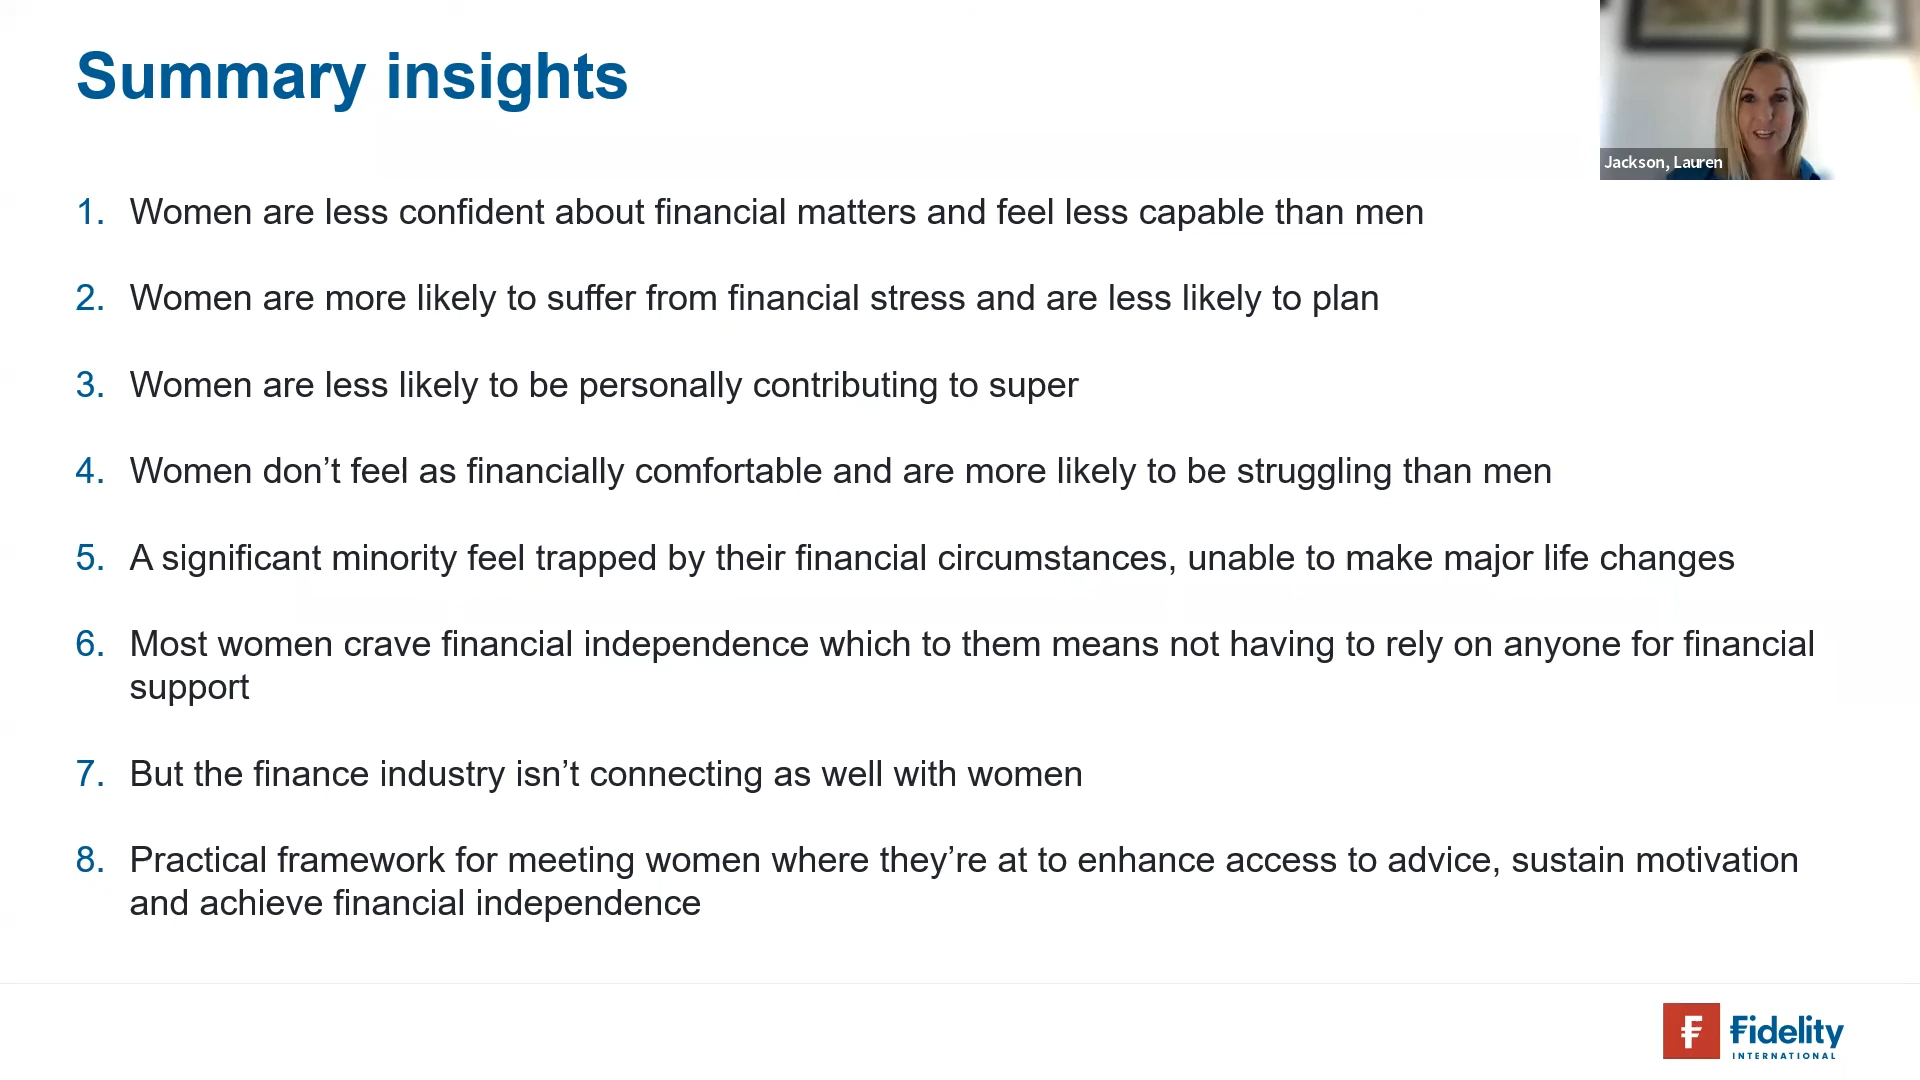 Summary insights
Jackson, Lauren
1. Women are less confident about financial matters and feel less capable than men
2. Women are more likely to suffer from financial stress and are less likely to plan
3. Women are less likely to be personally contributing to super
4. Women don’t feel as financially comfortable and are more likely to be struggling than men
5. A significant minority feel trapped by their financial circumstances, unable to make major life changes
6. Most women crave financial independence which to them means not having to rely on anyone for financial
support
7. But the finance industry isn’t connecting as well with women
8. Practical framework for meeting women where they’re at to enhance access to advice, sustain motivation
and achieve financial independence
Fidelity
INTERNATIONAL